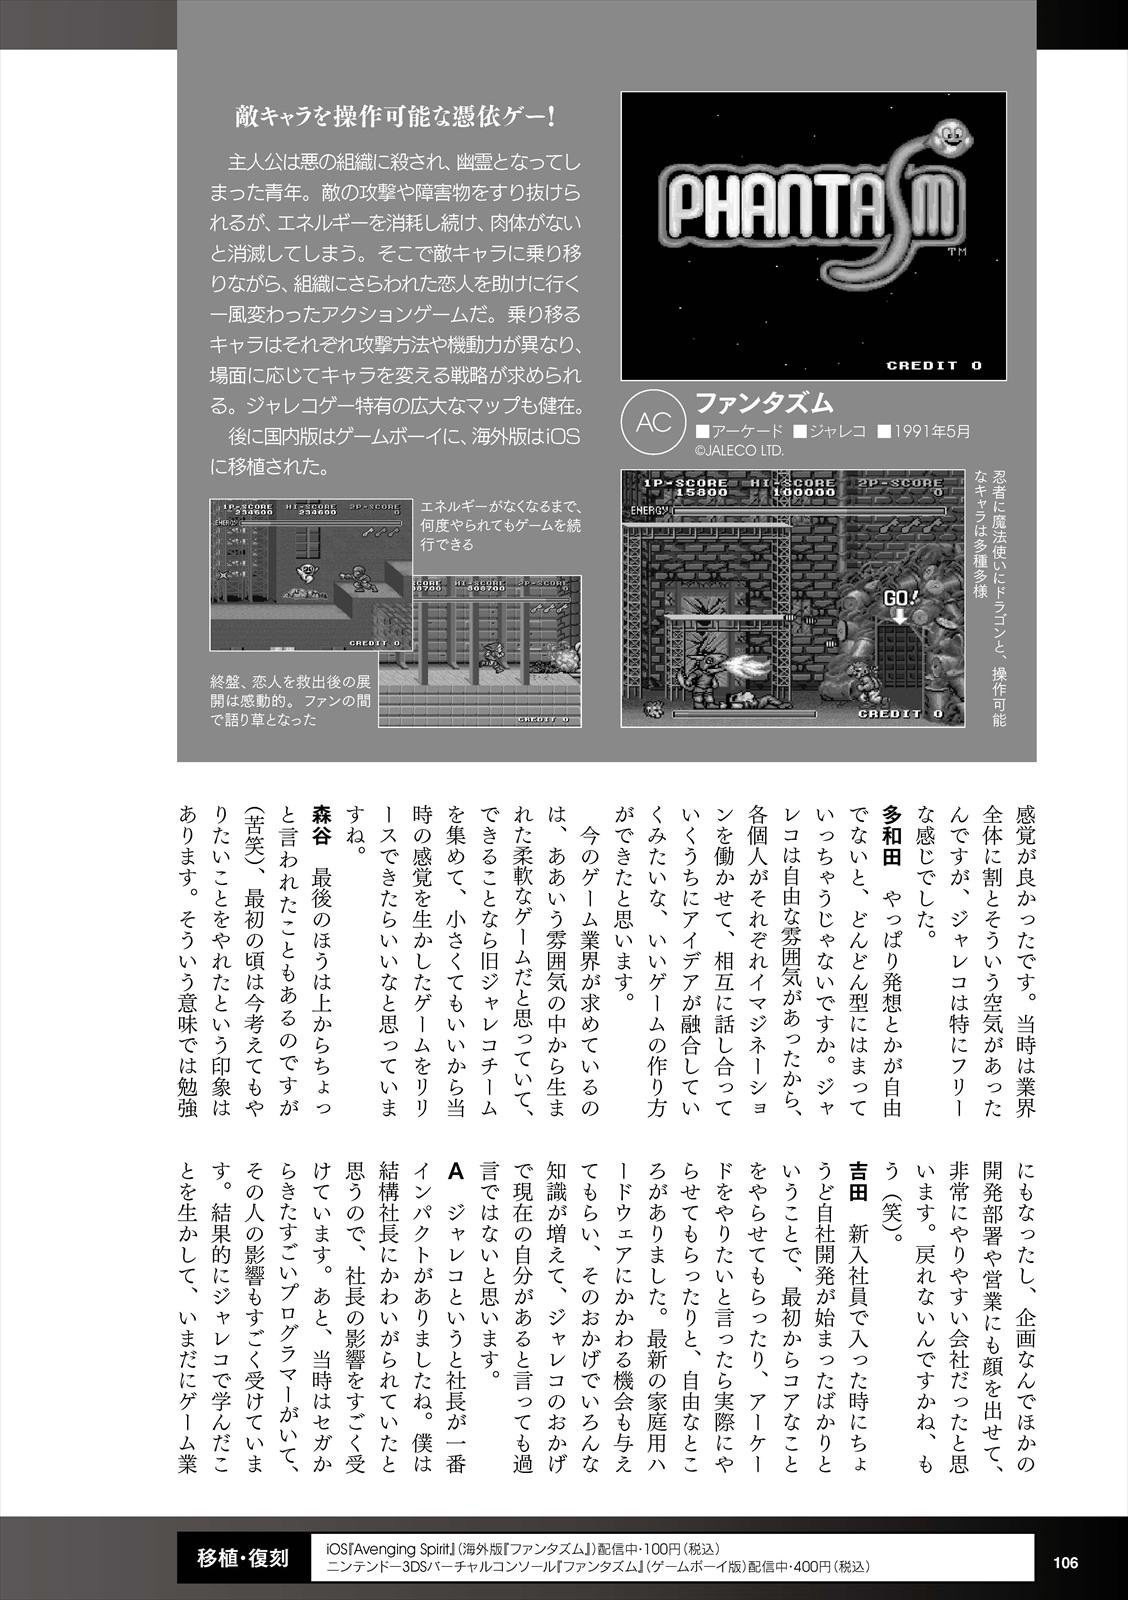 敵キャラを操作可能な憑依ゲー!
　主人公は悪の組織に殺され、幽霊となってし
まった青年。敵の攻撃や障害物をすり抜けら
れるが、エネルギーを消耗し続け、肉体がない
と消滅してしまう。そこで敵キャラに乗り移
りながら、組織にさらわれた恋人を助けに行く
一風変わったアクションゲームだ。乗り移る
キャラはそれぞれ攻撃方法や機動力が異なり、
場面に応じてキャラを変える戦略が求められ
る。ジャレコゲー特有の広大なマップも健在。
　後に国内版はゲームボーイに、海外版はiOS
に移植された。
PHANTASM
TM
CREDIT 0
AC
ファンタズム
■アーケード ■ジャレコ ■1991年5月
©JALECO LTD.
1P-SCORE HI-SCORE 2P-SCORE
234600 234600 0
ENERGY
CREDIT 0
エネルギーがなくなるまで、
何度やられてもゲームを続
行できる
CORE HI-SCORE 2P-SCORE
808700 0
CREDIT 0
終盤、恋人を救出後の展
開は感動的。ファンの間
で語り草となった
1P-SCORE HI-SCORE 2P-SCORE
15800 100000 0
ENERGY
GO!
CREDIT 0
忍者に魔法使いにドラゴンと、操作可能
なキャラは多種多様
感覚が良かったです。当時は業界
全体に割とそういう空気があった
んですが、ジャレコは特にフリー
な感じでした。
多和田　やっぱり発想とかが自由
でないと、どんどん型にはまって
いっちゃうじゃないですか。ジャ
レコは自由な雰囲気があったから、
各個人がそれぞれイマジネーショ
ンを働かせて、相互に話し合って
いくうちにアイデアが融合してい
くみたいな、いいゲームの作り方
ができたと思います。
　今のゲーム業界が求めているの
は、ああいう雰囲気の中から生ま
れた柔軟なゲームだと思っていて、
できることなら旧ジャレコチーム
を集めて、小さくてもいいから当
時の感覚を生かしたゲームをリリ
ースできたらいいなと思っていま
すね。
森谷　最後のほうは上からちょっ
と言われたこともあるのですが
(苦笑)、最初の頃は今考えてもや
りたいことをやれたという印象は
あります。そういう意味では勉強
にもなったし、企画なんでほかの
開発部署や営業にも顔を出せて、
非常にやりやすい会社だったと思
います。戻れないんですかね、も
う(笑)。
吉田　新入社員で入った時にちょ
うど自社開発が始まったばかりと
いうことで、最初からコアなこと
をやらせてもらったり、アーケー
ドをやりたいと言ったら実際にや
らせてもらったりと、自由なとこ
ろがありました。最新の家庭用ハ
ードウェアにかかわる機会も与え
てもらい、そのおかげでいろんな
知識が増えて、ジャレコのおかげ
で現在の自分があると言っても過
言ではないと思います。
A　ジャレコというと社長が一番
インパクトがありましたね。僕は
結構社長にかわいがられていたと
思うので、社長の影響をすごく受
けています。あと、当時はセガか
らきたすごいプログラマーがいて、
その人の影響もすごく受けていま
す。結果的にジャレコで学んだこ
とを生かして、いまだにゲーム業
移植・復刻
iOS『Avenging Spirit』(海外版『ファンタズム』)配信中・100円(税込)
ニンテンドー3DSバーチャルコンソール『ファンタズム』(ゲームボーイ版)配信中・400円(税込)
106